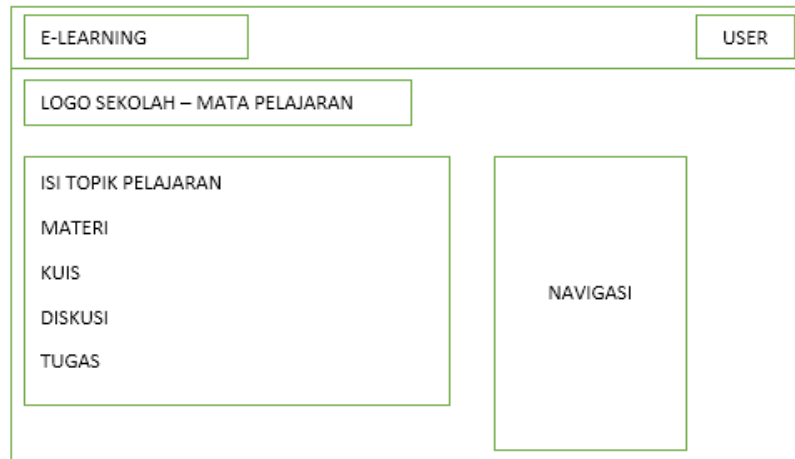 E-LEARNING
USER
LOGO SEKOLAH – MATA PELAJARAN
ISI TOPIK PELAJARAN
MATERI
KUIS
DISKUSI
TUGAS
NAVIGASI